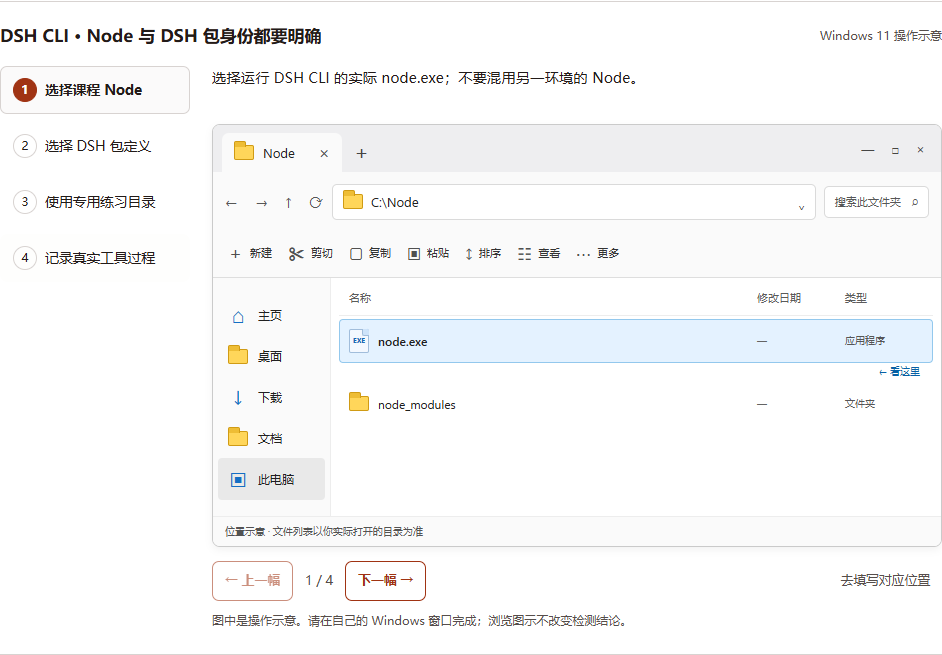 DSH CLI • Node 与 DSH 包身份都要明确
Windows 11 操作示意
1 选择课程 Node
2 选择 DSH 包定义
3 使用专用练习目录
4 记录真实工具过程
选择运行 DSH CLI 的实际 node.exe；不要混用另一环境的 Node。
Node × +
— □ ×
← → ↑ ⟳ C:\Node ⌄ 搜索此文件夹 ⌕
+ 新建 剪切 复制 粘贴 ↕ 排序 查看 … 更多
主页
桌面
↓ 下载
文档
此电脑
名称 修改日期 类型
EXE node.exe — 应用程序
← 看这里
node_modules — 文件夹
位置示意 · 文件列表以你实际打开的目录为准
← 上一幅 1 / 4 下一幅 → 去填写对应位置
图中是操作示意。请在自己的 Windows 窗口完成；浏览图示不改变检测结论。